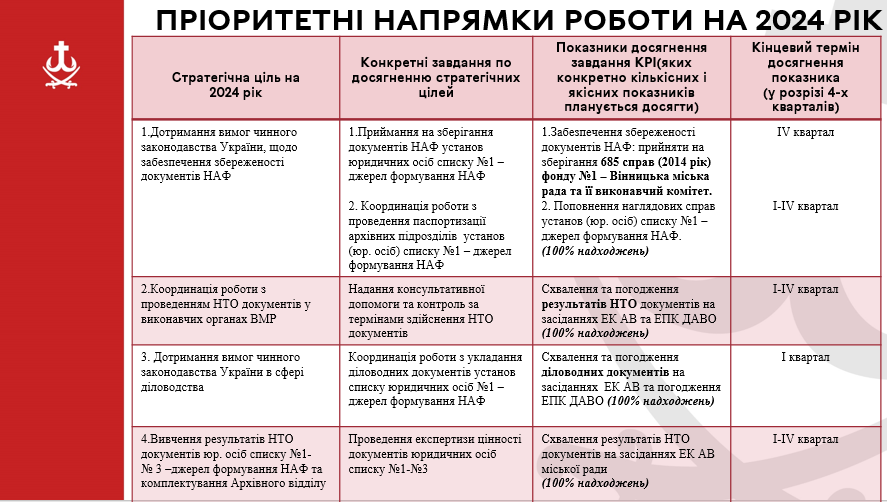 ПРІОРИТЕТНІ НАПРЯМКИ РОБОТИ НА 2024 РІК
Стратегічна ціль на
2024 рік
Конкретні завдання по
досягненню стратегічних
цілей
Показники досягнення
завдання KPI(яких
конкретно кількісних і
якісних показників
планується досягти)
Кінцевий термін
досягнення
показника
(у розрізі 4-х
кварталів)
1.Дотримання вимог чинного
законодавства України, щодо
забезпечення збереженості
документів НАФ
1.Приймання на зберігання
документів НАФ установ
юридичних осіб списку №1 –
джерел формування НАФ
2. Координація роботи з
проведення паспортизації
архівних підрозділів установ
(юр. осіб) списку №1 – джерел
формування НАФ
1.Забезпечення збереженості
документів НАФ: прийняти на
зберігання 685 справ (2014 рік)
фонду №1 – Вінницька міська
рада та її виконавчий комітет.
2. Поповнення наглядових справ
установ (юр. осіб) списку №1 –
джерел формування НАФ.
(100% надходжень)
IV квартал
I-IV квартал
2.Координація роботи з
проведенням НТО документів у
виконавчих органах ВМР
Надання консультативної
допомоги та контроль за
термінами здійснення НТО
документів
Схвалення та погодження
результатів НТО документів на
засіданнях ЕК АВ та ЕПК ДАВО
(100% надходжень)
I-IV квартал
3. Дотримання вимог чинного
законодавства України в сфері
діловодства
Координація роботи з укладання
діловодних документів установ
списку юридичних осіб №1 –
джерел формування НАФ
Схвалення та погодження
діловодних документів на
засіданнях ЕК АВ та погодження
ЕПК ДАВО (100% надходжень)
I квартал
4.Вивчення результатів НТО
документів юр. осіб списку №1-
№ 3 –джерел формування НАФ та
комплектування Архівного відділу
Проведення експертизи цінності
документів юридичних осіб
списку №1-№3
Схвалення результатів НТО
документів на засіданнях ЕК АВ
міської ради
(100% надходжень)
I-IV квартал